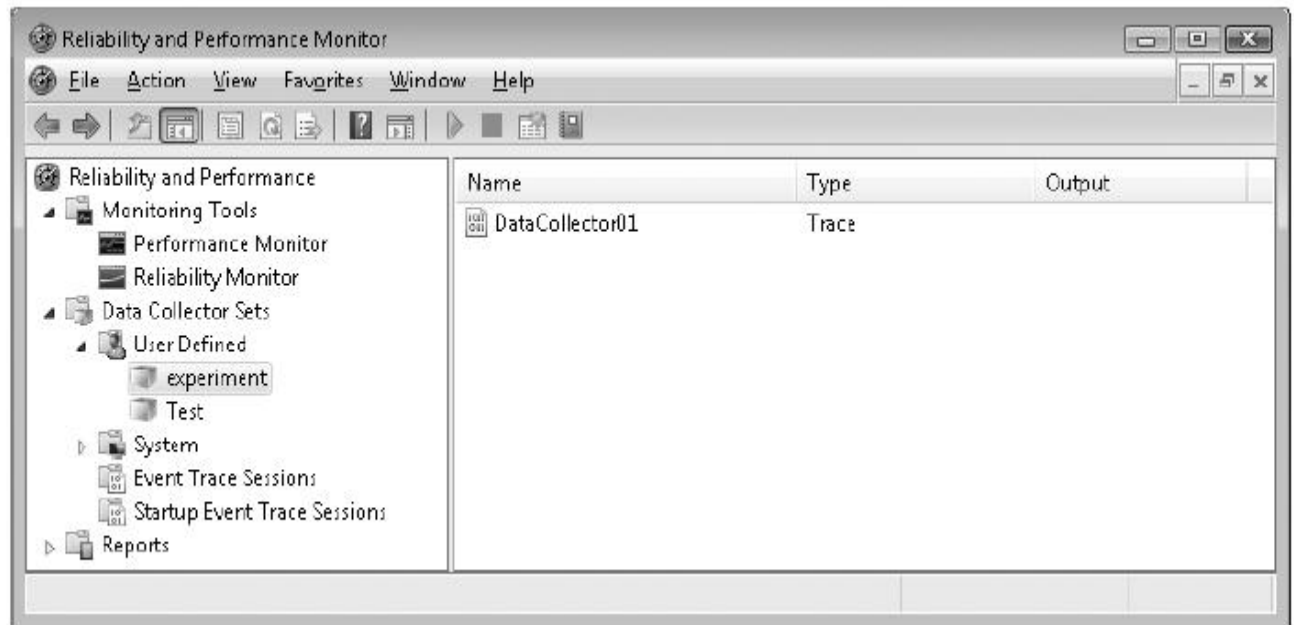 Reliability and Performance Monitor
File Action View Favorites Window Help
Reliability and Performance
Monitoring Tools
Performance Monitor
Reliability Monitor
Data Collector Sets
User Defined
experiment
Test
System
Event Trace Sessions
Startup Event Trace Sessions
Reports
Name Type Output
DataCollector01 Trace